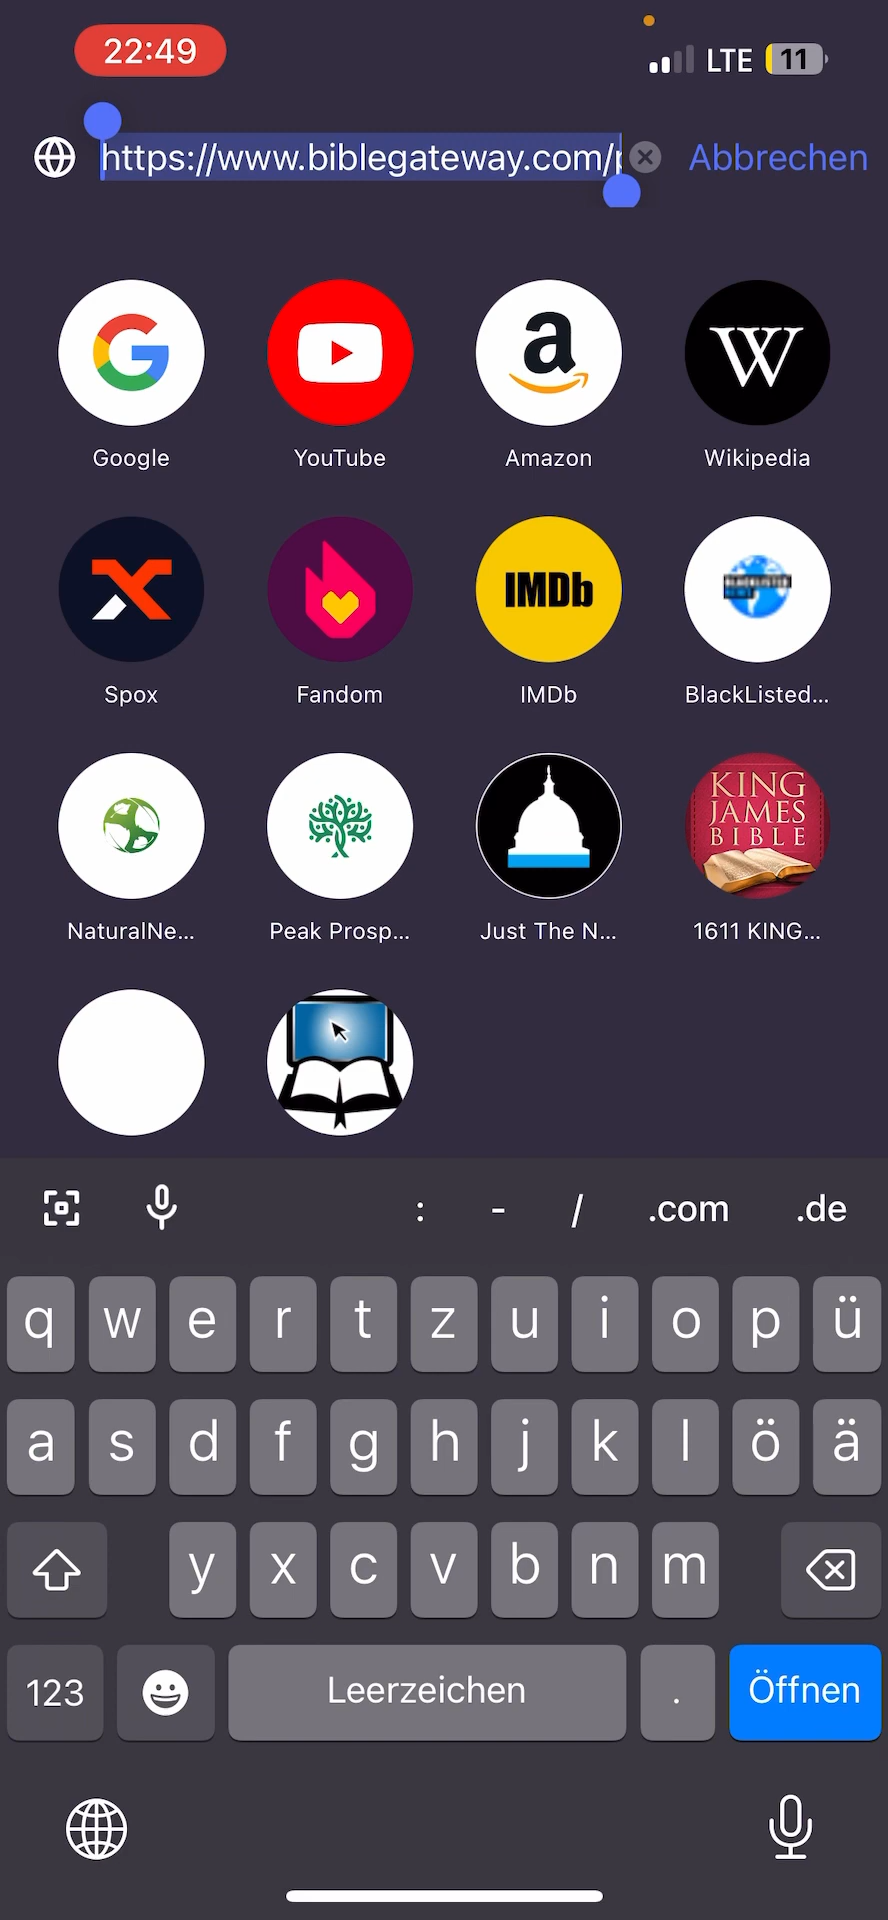 22:49
LTE 11
https://www.biblegateway.com/p
Abbrechen
Google
YouTube
Amazon
Wikipedia
IMDb
Spox
Fandom
IMDb
BlackListed...
KING
JAMES
BIBLE
NaturalNe...
Peak Prosp...
Just The N...
1611 KING...
: - / .com .de
q w e r t z u i o p ü
a s d f g h j k l ö ä
y x c v b n m
123 Leerzeichen . Öffnen